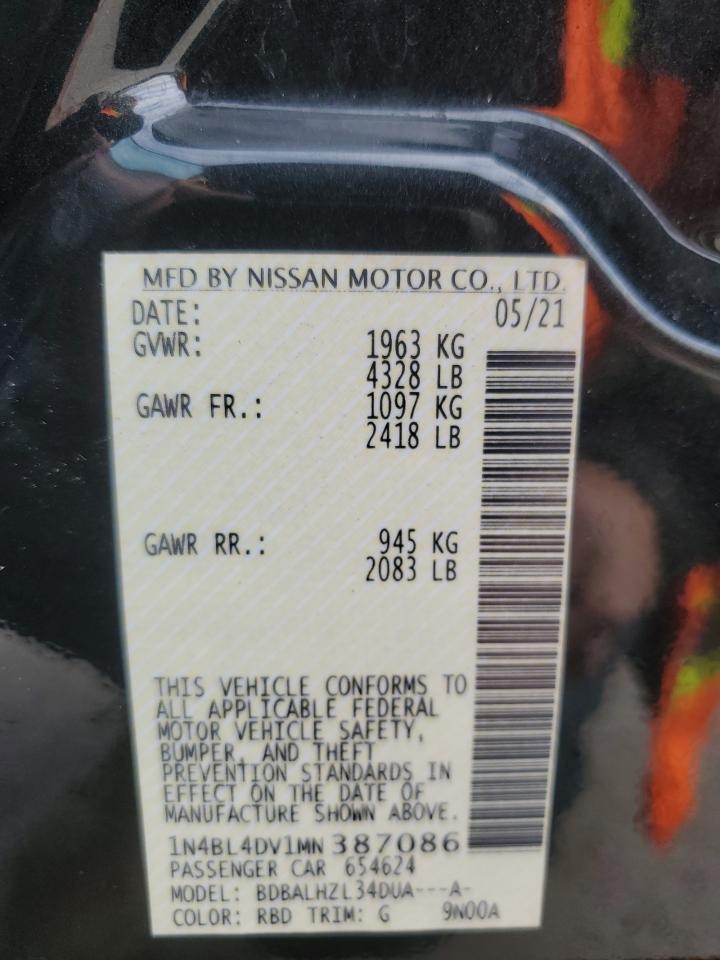 MFD BY NISSAN MOTOR CO., LTD.
DATE: 05/21
GVWR: 1963 KG
4328 LB
GAWR FR.: 1097 KG
2418 LB
GAWR RR.: 945 KG
2083 LB
THIS VEHICLE CONFORMS TO
ALL APPLICABLE FEDERAL
MOTOR VEHICLE SAFETY,
BUMPER, AND THEFT
PREVENTION STANDARDS IN
EFFECT ON THE DATE OF
MANUFACTURE SHOWN ABOVE.
1N4BL4DV1MN387086
PASSENGER CAR 654624
MODEL: BDBALHZL34DUA---A-
COLOR: RBD TRIM: G 9N00A